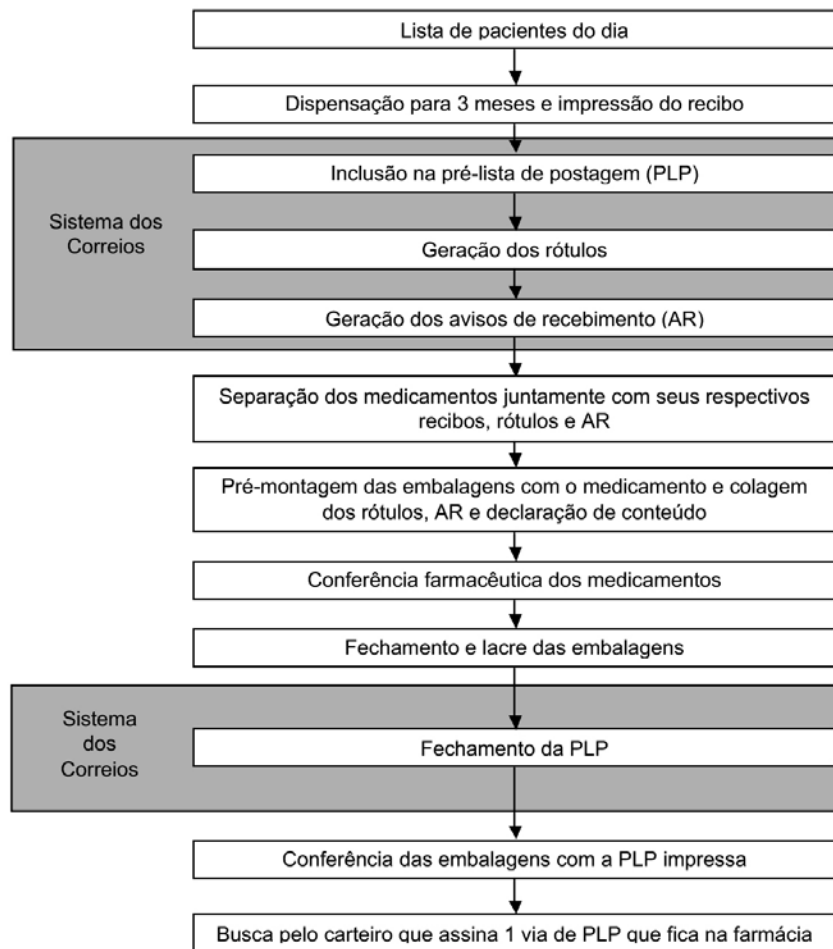 Lista de pacientes do dia
Dispensação para 3 meses e impressão do recibo
Inclusão na pré-lista de postagem (PLP)
Sistema dos
Correios
Geração dos rótulos
Geração dos avisos de recebimento (AR)
Separação dos medicamentos juntamente com seus respectivos
recibos, rótulos e AR
Pré-montagem das embalagens com o medicamento e colagem
dos rótulos, AR e declaração de conteúdo
Conferência farmacêutica dos medicamentos
Fechamento e lacre das embalagens
Sistema
dos
Correios
Fechamento da PLP
Conferência das embalagens com a PLP impressa
Busca pelo carteiro que assina 1 via de PLP que fica na farmácia